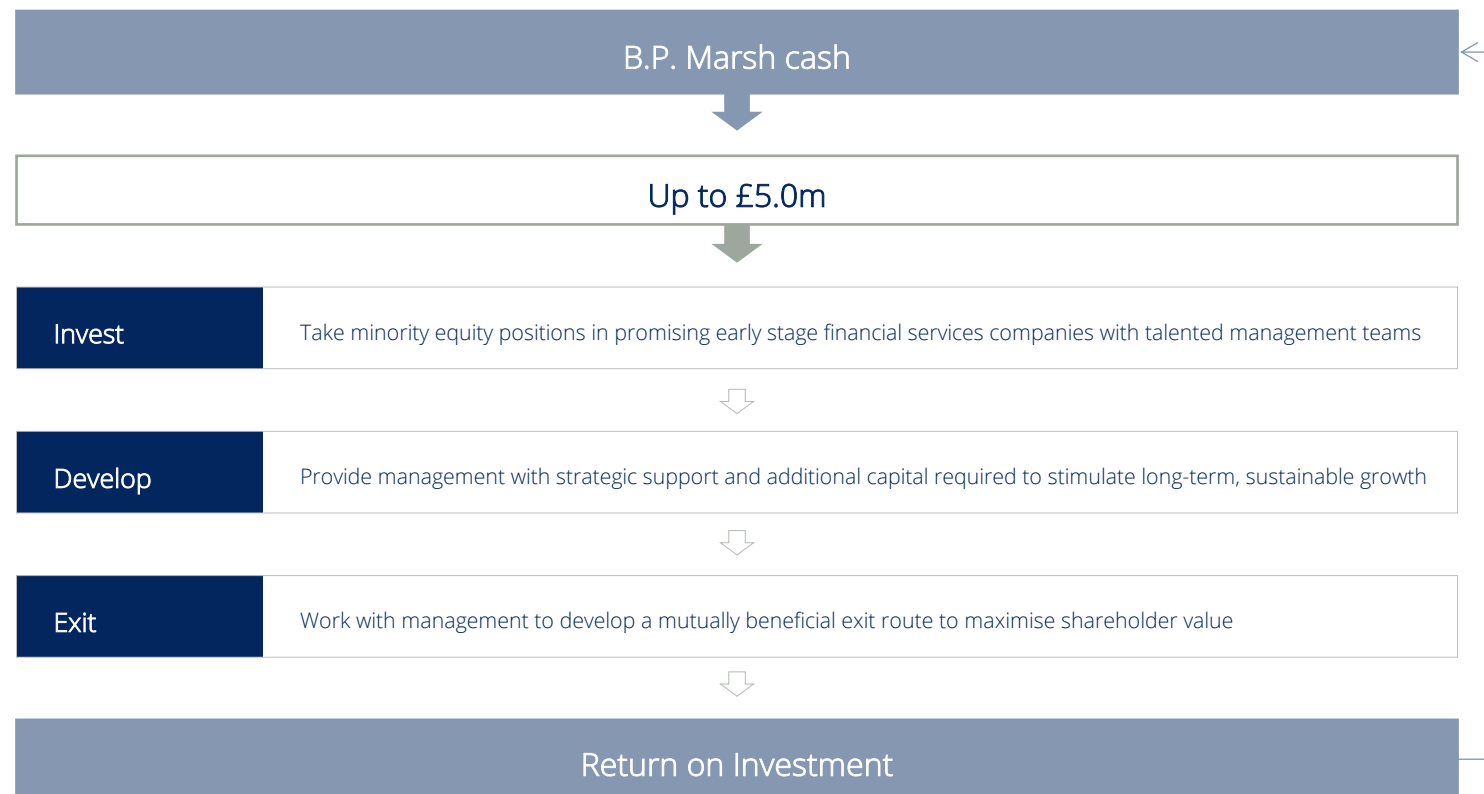 B.P. Marsh cash
Up to £5.0m
Invest
Take minority equity positions in promising early stage financial services companies with talented management teams
Develop
Provide management with strategic support and additional capital required to stimulate long-term, sustainable growth
Exit
Work with management to develop a mutually beneficial exit route to maximise shareholder value
Return on Investment